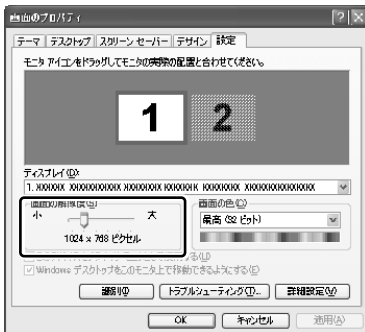 画面のプロパティ
テーマ デスクトップ スクリーン セーバー デザイン 設定
モニタ アイコンをドラッグしてモニタの実際の配置と合わせてください。
1 2
ディスプレイ(D):
画面の解像度(S) 画面の色(C)
小 大 最高 (32 ビット)
1024 x 768 ピクセル
Windows デスクトップをこのモニタ上で移動できるようにする(E)
識別(I) トラブルシューティング(T)... 詳細設定(V)
OK キャンセル 適用(A)